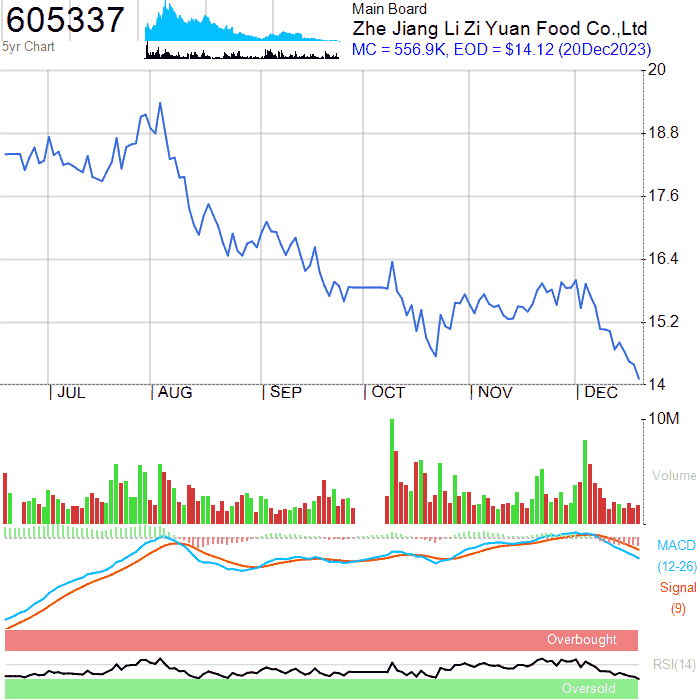 605337
5yr Chart
Main Board
Zhe Jiang Li Zi Yuan Food Co.,Ltd
MC = 556.9K, EOD = $14.12 (20Dec2023)
20
18.8
17.6
16.4
15.2
14
JUL AUG SEP OCT NOV DEC
10M
Volume
MACD
(12-26)
Signal
(9)
Overbought
RSI(14)
Oversold